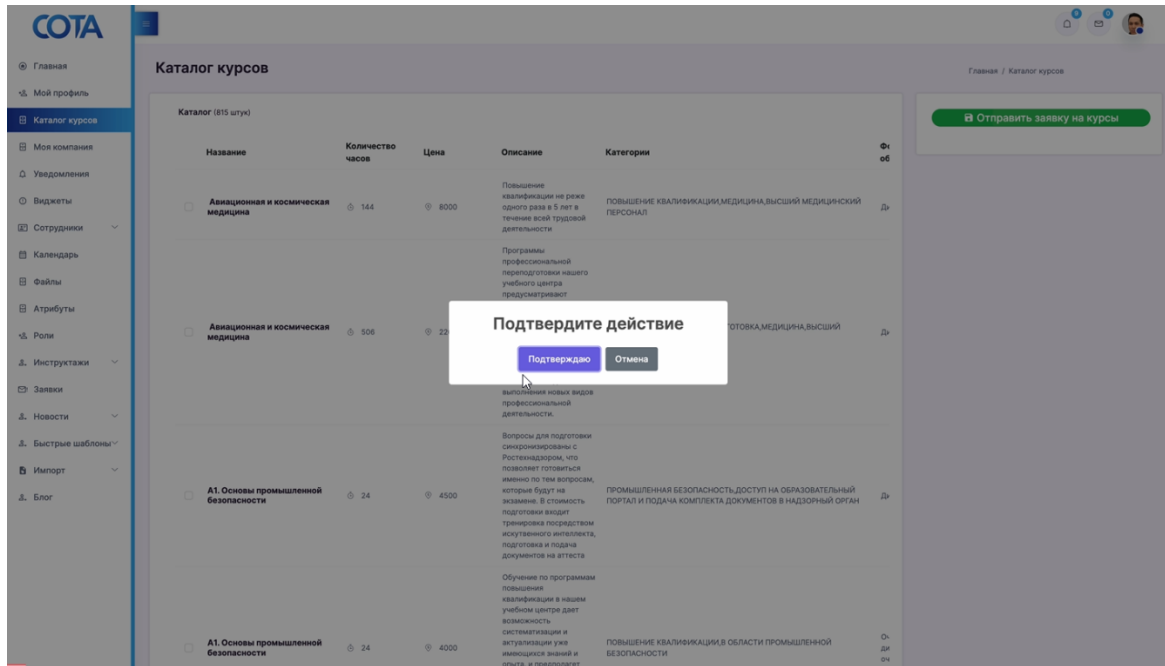 СОТА
0
0
Главная
Мой профиль
Каталог курсов
Моя компания
Уведомления
Виджеты
Сотрудники
Календарь
Файлы
Атрибуты
Роли
Инструктажи
Заявки
Новости
Быстрые шаблоны
Импорт
Блог
Каталог курсов
Главная / Каталог курсов
Каталог (815 штук)
Отправить заявку на курсы
Название
Количество
часов
Цена
Описание
Категории
Авиационная и космическая
медицина
144
8000
Повышение
квалификации не реже
одного раза в 5 лет в
течение всей трудовой
деятельности
ПОВЫШЕНИЕ КВАЛИФИКАЦИИ,МЕДИЦИНА,ВЫСШИЙ МЕДИЦИНСКИЙ
ПЕРСОНАЛ
Авиационная и космическая
медицина
506
Программы
профессиональной
переподготовки нашего
учебного центра
предусматривают
выполнения новых видов
профессиональной
деятельности.
МЕДИЦИНА,ВЫСШИЙ
Подтвердите действие
Подтверждаю
Отмена
А1. Основы промышленной
безопасности
24
4500
Вопросы для подготовки
синхронизированы с
Ростехнадзором, что
позволяет готовиться
именно по тем вопросам,
которые будут на
экзамене. В стоимость
подготовки входит
тренировка посредством
искутвенного интеллекта,
подготовка и подача
документов на аттеста
ПРОМЫШЛЕННАЯ БЕЗОПАСНОСТЬ,ДОСТУП НА ОБРАЗОВАТЕЛЬНЫЙ
ПОРТАЛ И ПОДАЧА КОМПЛЕКТА ДОКУМЕНТОВ В НАДЗОРНЫЙ ОРГАН
А1. Основы промышленной
безопасности
24
4000
Обучение по программам
повышения
квалификации в нашем
учебном центре дает
возможность
систематизации и
актуализации уже
имеющихся знаний и
опыта, и предполагает
ПОВЫШЕНИЕ КВАЛИФИКАЦИИ,В ОБЛАСТИ ПРОМЫШЛЕННОЙ
БЕЗОПАСНОСТИ